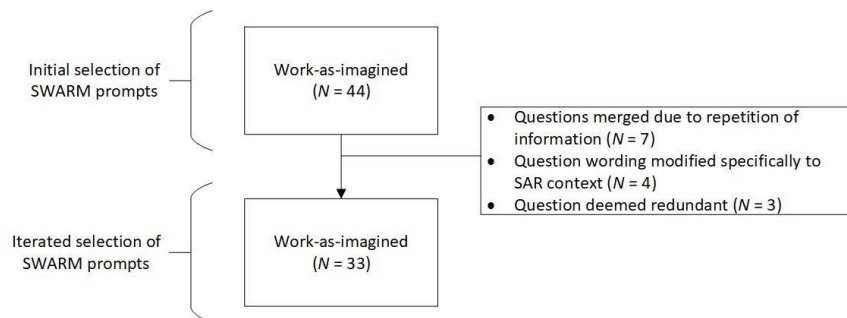 Initial selection of
SWARM prompts
Work-as-imagined
(N = 44)
• Questions merged due to repetition of
information (N = 7)
• Question wording modified specifically to
SAR context (N = 4)
• Question deemed redundant (N = 3)
Iterated selection of
SWARM prompts
Work-as-imagined
(N = 33)